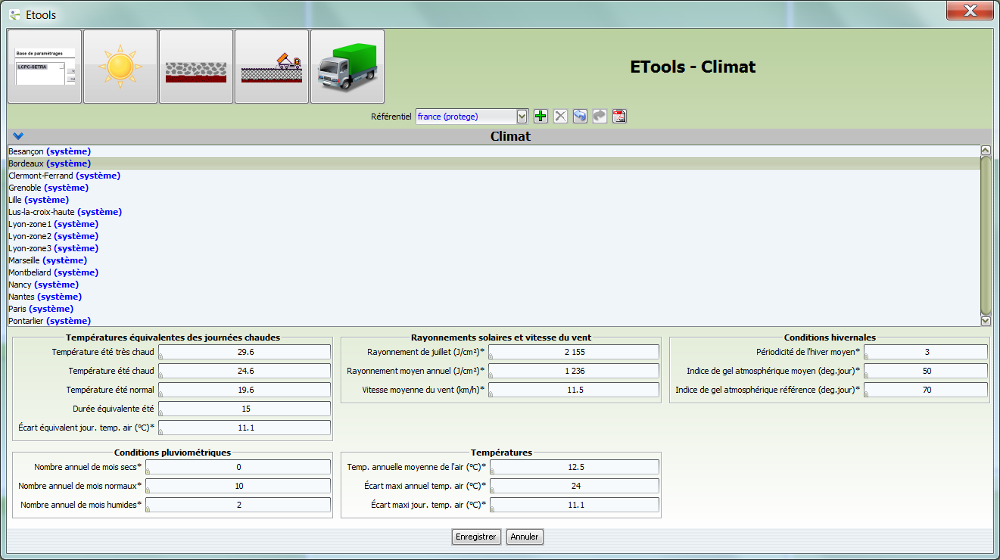 Etools
Base de paramétrages
LCPC-SETRA
ETools - Climat
Référentiel france (protege)
Climat
Besançon (système)
Bordeaux (système)
Clermont-Ferrand (système)
Grenoble (système)
Lille (système)
Lus-la-croix-haute (système)
Lyon-zone1 (système)
Lyon-zone2 (système)
Lyon-zone3 (système)
Marseille (système)
Montbeliard (système)
Nancy (système)
Nantes (système)
Paris (système)
Pontarlier (système)
Températures équivalentes des journées chaudes
Température été très chaud 29.6
Température été chaud 24.6
Température été normal 19.6
Durée équivalente été 15
Écart équivalent jour. temp. air (°C)* 11.1
Rayonnements solaires et vitesse du vent
Rayonnement de juillet (J/cm²)* 2 155
Rayonnement moyen annuel (J/cm²)* 1 236
Vitesse moyenne du vent (km/h)* 11.5
Conditions hivernales
Périodicité de l'hiver moyen* 3
Indice de gel atmosphérique moyen (deg.jour)* 50
Indice de gel atmosphérique référence (deg.jour)* 70
Conditions pluviométriques
Nombre annuel de mois secs* 0
Nombre annuel de mois normaux* 10
Nombre annuel de mois humides* 2
Températures
Temp. annuelle moyenne de l'air (°C)* 12.5
Écart maxi annuel temp. air (°C)* 24
Écart maxi jour. temp. air (°C)* 11.1
Enregistrer Annuler